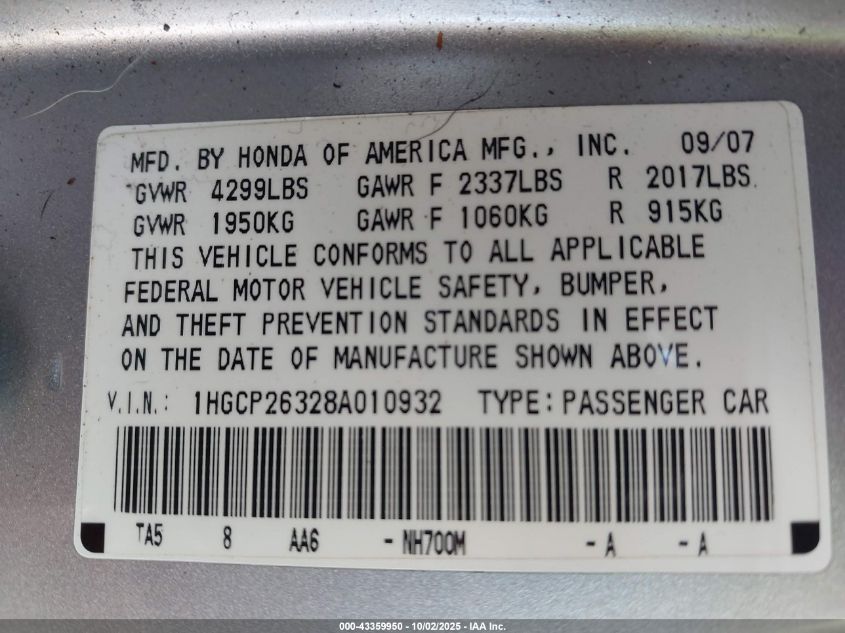 MFD. BY HONDA OF AMERICA MFG., INC. 09/07
GVWR 4299LBS GAWR F 2337LBS R 2017LBS
GVWR 1950KG GAWR F 1060KG R 915KG
THIS VEHICLE CONFORMS TO ALL APPLICABLE
FEDERAL MOTOR VEHICLE SAFETY, BUMPER,
AND THEFT PREVENTION STANDARDS IN EFFECT
ON THE DATE OF MANUFACTURE SHOWN ABOVE.
V.I.N.: 1HGCP26328A010932 TYPE: PASSENGER CAR
TA5 8 AA6 - NH700M - A - A
000-43359950 - 10/02/2025 - IAA Inc.